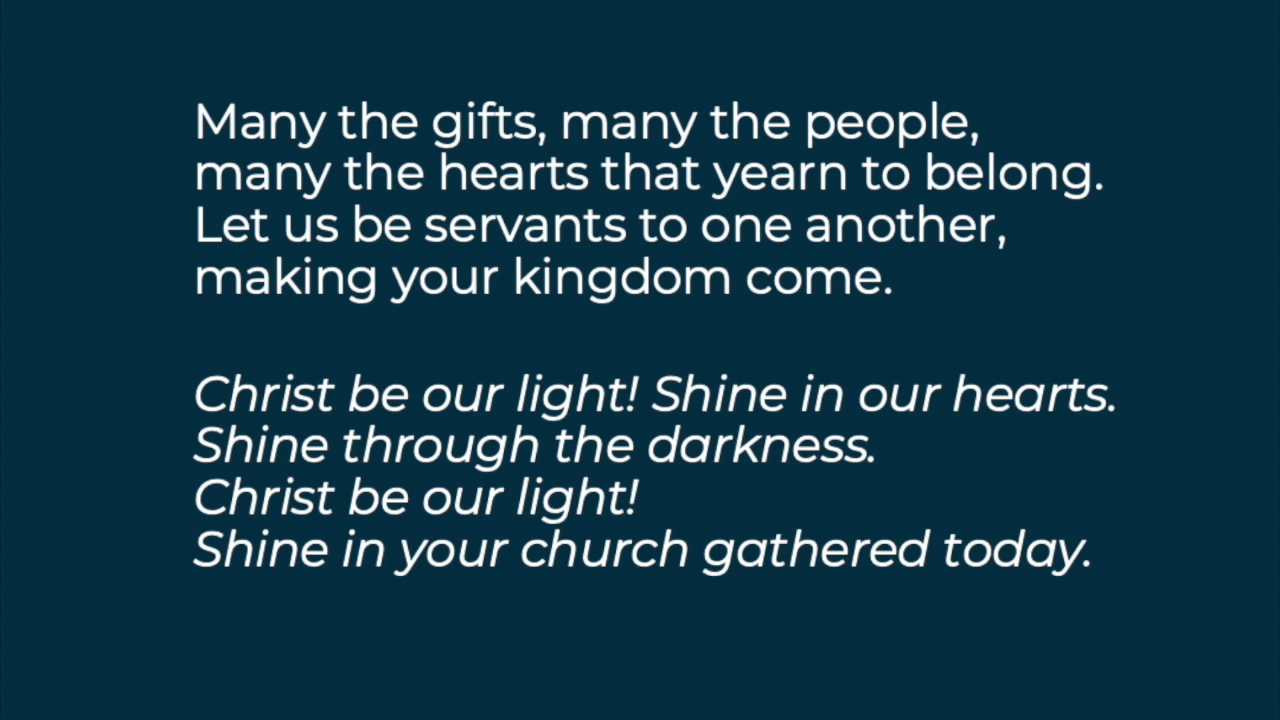 Many the gifts, many the people,
many the hearts that yearn to belong.
Let us be servants to one another,
making your kingdom come.
Christ be our light! Shine in our hearts.
Shine through the darkness.
Christ be our light!
Shine in your church gathered today.